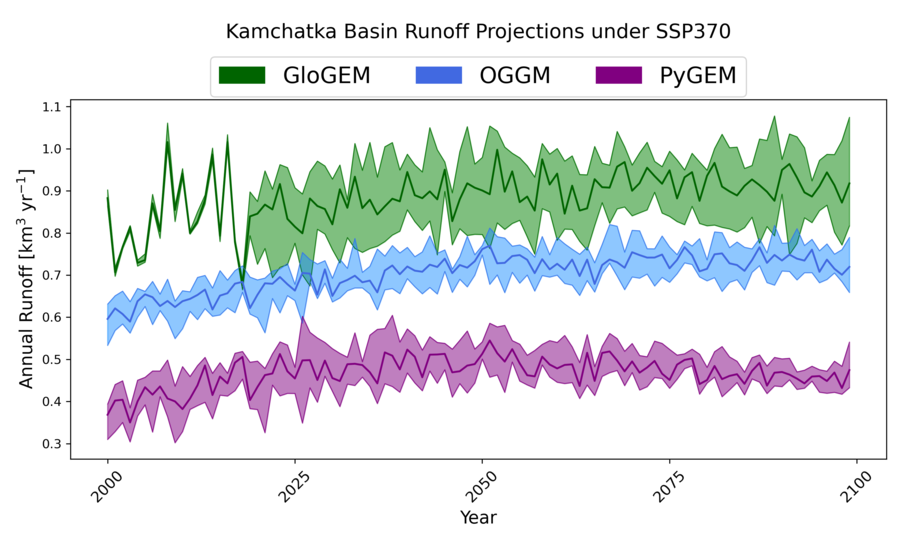 Kamchatka Basin Runoff Projections under SSP370
GloGEM OGGM PyGEM
Annual Runoff [km³ yr⁻¹]
1.1
1.0
0.9
0.8
0.7
0.6
0.5
0.4
0.3
2000 2025 2050 2075 2100
Year